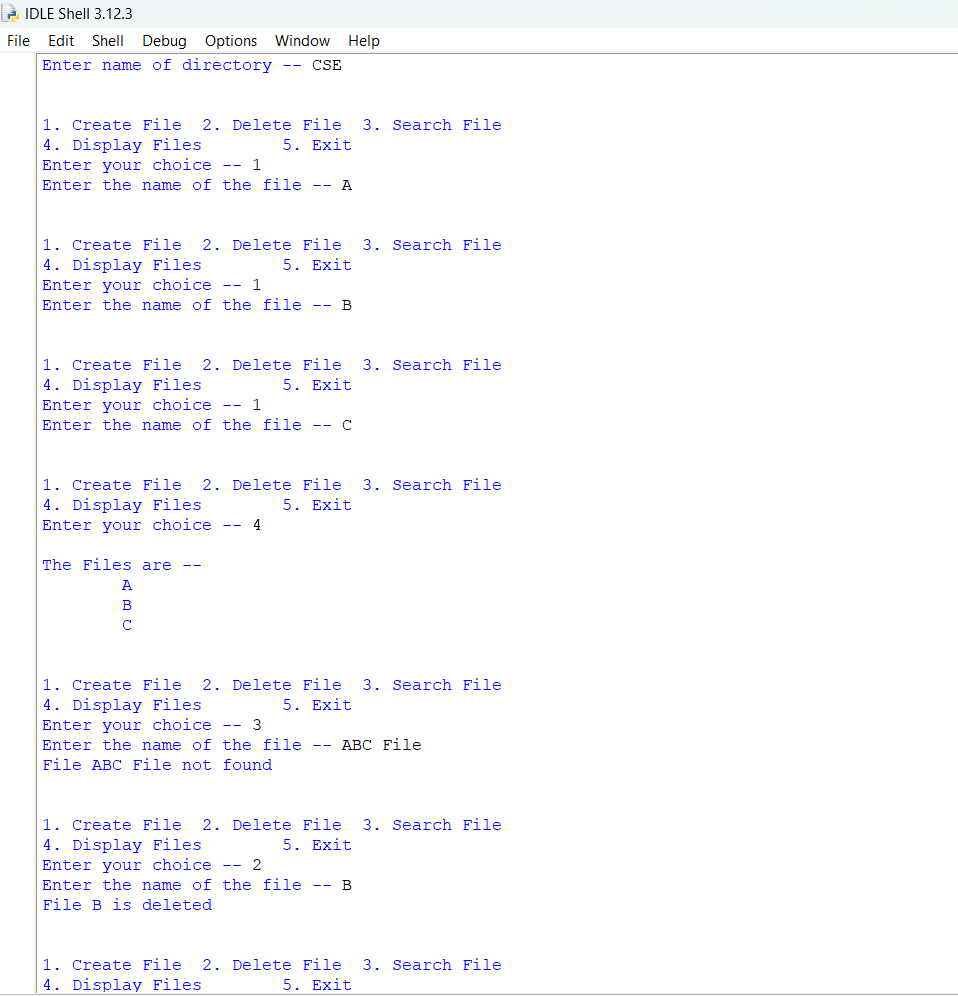 IDLE Shell 3.12.3
File Edit Shell Debug Options Window Help
Enter name of directory -- CSE
1. Create File  2. Delete File  3. Search File
4. Display Files        5. Exit
Enter your choice -- 1
Enter the name of the file -- A
1. Create File  2. Delete File  3. Search File
4. Display Files        5. Exit
Enter your choice -- 1
Enter the name of the file -- B
1. Create File  2. Delete File  3. Search File
4. Display Files        5. Exit
Enter your choice -- 1
Enter the name of the file -- C
1. Create File  2. Delete File  3. Search File
4. Display Files        5. Exit
Enter your choice -- 4
The Files are --
        A
        B
        C
1. Create File  2. Delete File  3. Search File
4. Display Files        5. Exit
Enter your choice -- 3
Enter the name of the file -- ABC File
File ABC File not found
1. Create File  2. Delete File  3. Search File
4. Display Files        5. Exit
Enter your choice -- 2
Enter the name of the file -- B
File B is deleted
1. Create File  2. Delete File  3. Search File
4. Display Files        5. Exit